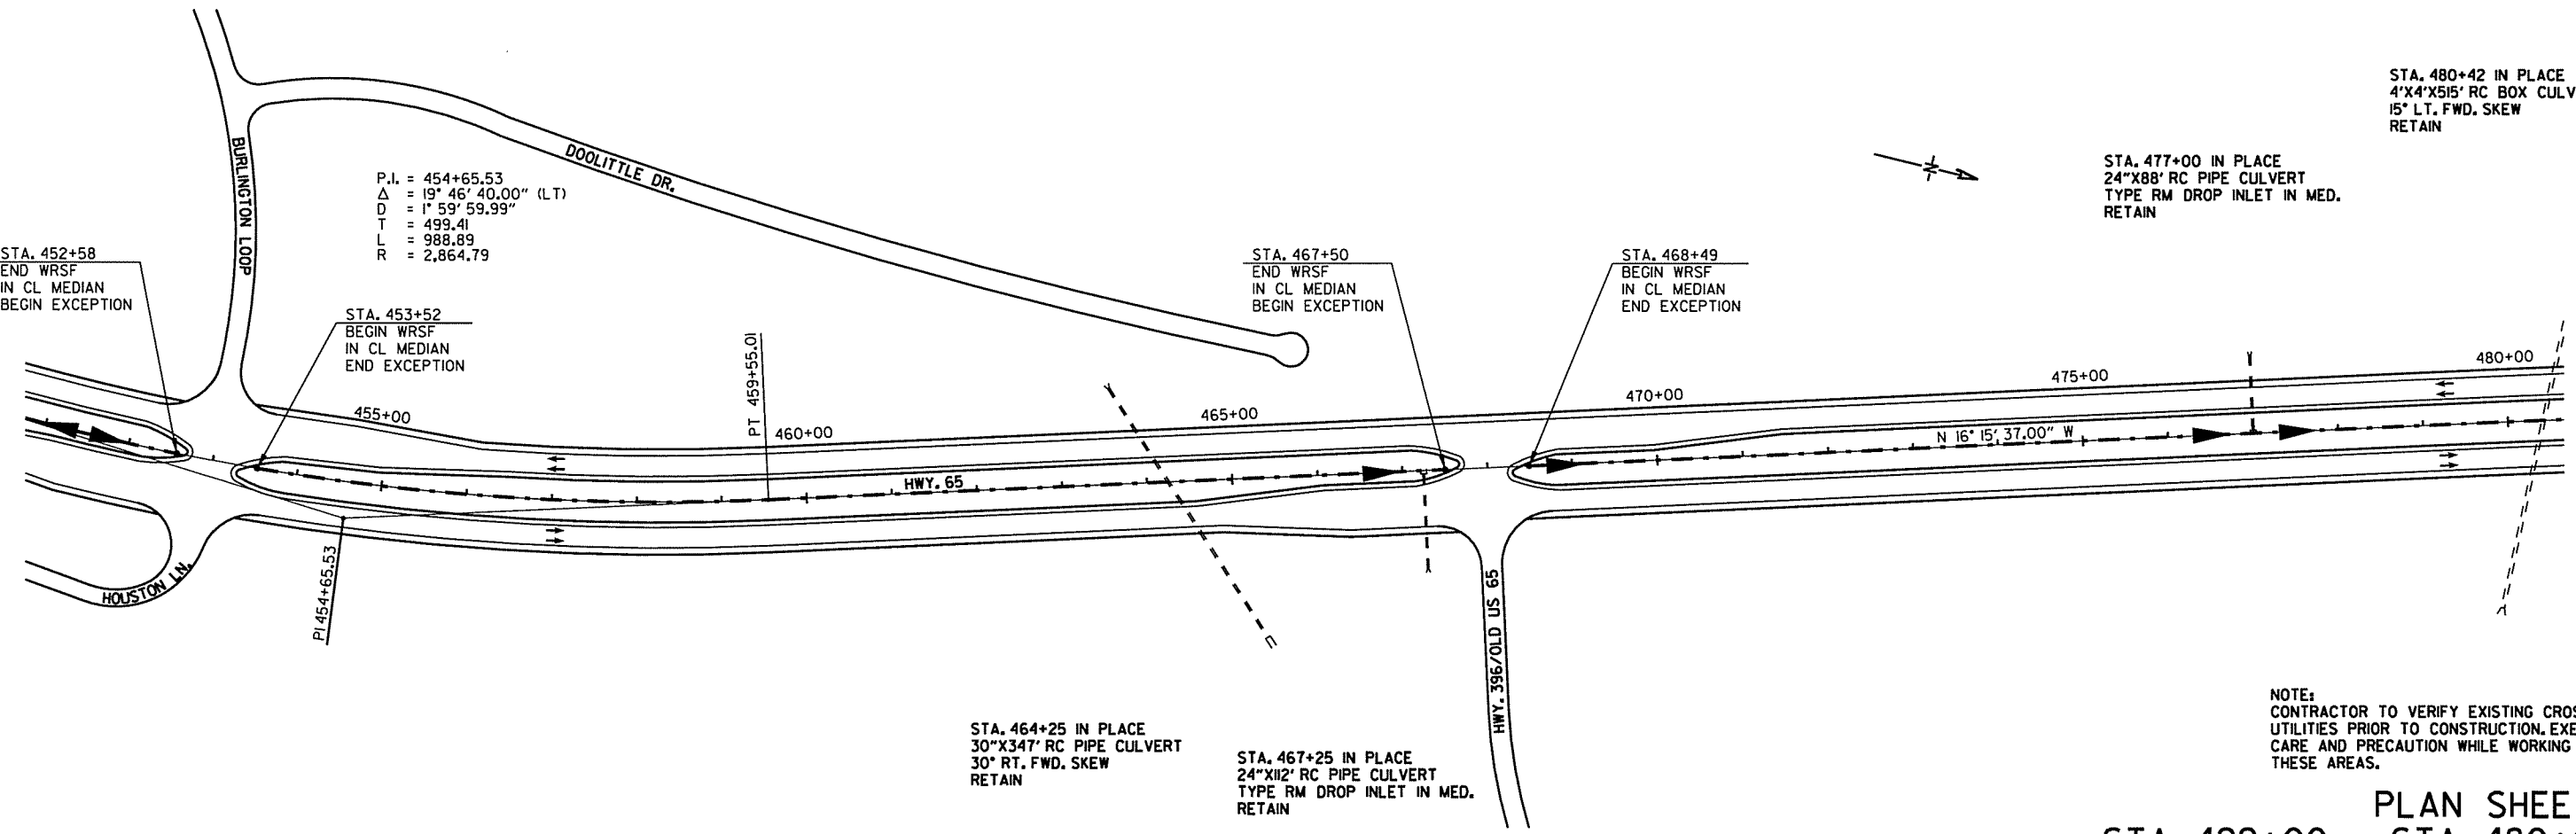 STA. 480+42 IN PLACE
4'X4'X515' RC BOX CULV
15° LT. FWD. SKEW
RETAIN
STA. 477+00 IN PLACE
24"X88' RC PIPE CULVERT
TYPE RM DROP INLET IN MED.
RETAIN
BURLINGTON LOOP
DOOLITTLE DR.
P.I. = 454+65.53
Δ = 19° 46' 40.00" (LT)
D = 1° 59' 59.99"
T = 499.41
L = 988.89
R = 2,864.79
N
STA. 452+58
END WRSF
IN CL MEDIAN
BEGIN EXCEPTION
STA. 453+52
BEGIN WRSF
IN CL MEDIAN
END EXCEPTION
STA. 467+50
END WRSF
IN CL MEDIAN
BEGIN EXCEPTION
STA. 468+49
BEGIN WRSF
IN CL MEDIAN
END EXCEPTION
PT 459+55.01
455+00
460+00
465+00
470+00
475+00
480+00
HWY. 65
N 16° 15' 37.00" W
HOUSTON LN.
PI 454+65.53
HWY. 396/OLD US 65
STA. 464+25 IN PLACE
30"X347' RC PIPE CULVERT
30° RT. FWD. SKEW
RETAIN
STA. 467+25 IN PLACE
24"X112' RC PIPE CULVERT
TYPE RM DROP INLET IN MED.
RETAIN
NOTE:
CONTRACTOR TO VERIFY EXISTING CROS
UTILITIES PRIOR TO CONSTRUCTION. EXE
CARE AND PRECAUTION WHILE WORKING
THESE AREAS.
PLAN SHEE